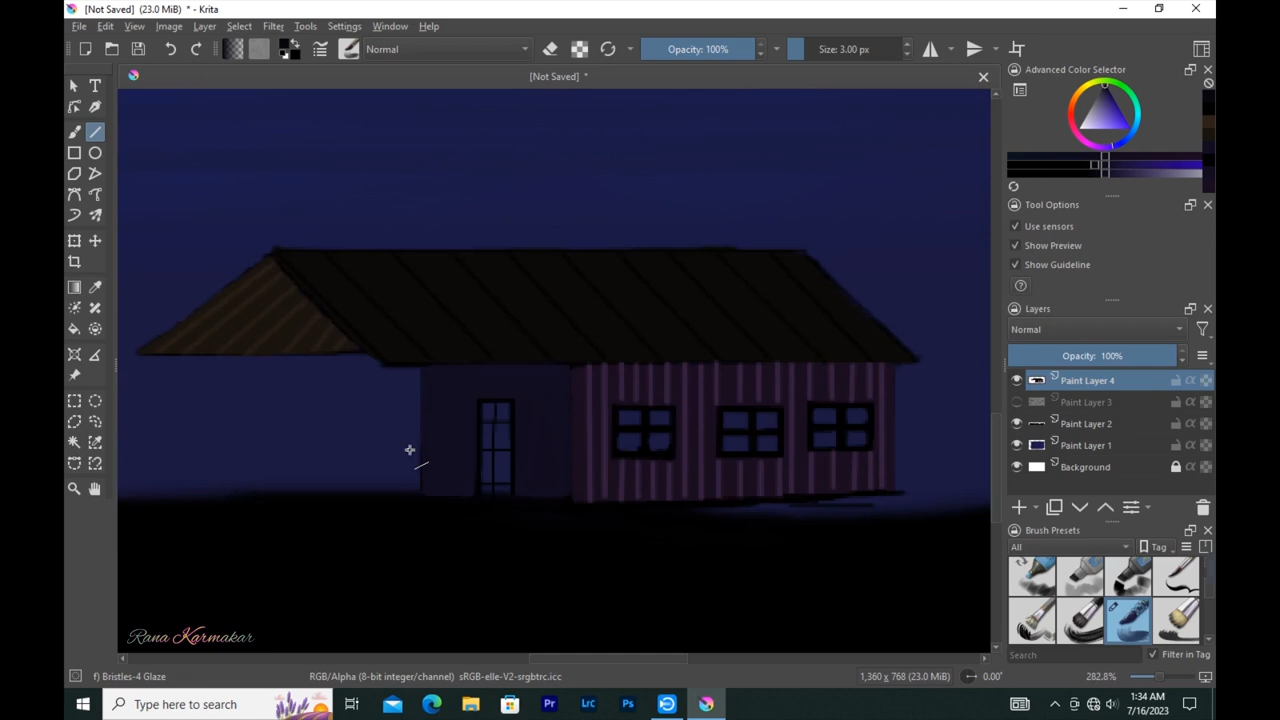 [Not Saved] (23.0 MiB) * - Krita
File Edit View Image Layer Select Filter Tools Settings Window Help
Normal
Opacity: 100%
Size: 3.00 px
[Not Saved] *
Advanced Color Selector
Tool Options
Use sensors
Show Preview
Show Guideline
Layers
Normal
Opacity: 100%
Paint Layer 4
Paint Layer 3
Paint Layer 2
Paint Layer 1
Background
Brush Presets
All
Tag
Search
Filter in Tag
Rana Karmakar
f) Bristles-4 Glaze
RGB/Alpha (8-bit integer/channel) sRGB-elle-V2-srgbtrc.icc
1,360 x 768 (23.0 MiB)
0.00°
282.8%
Type here to search
Pr
Lrc
Ps
1:34 AM
7/16/2023